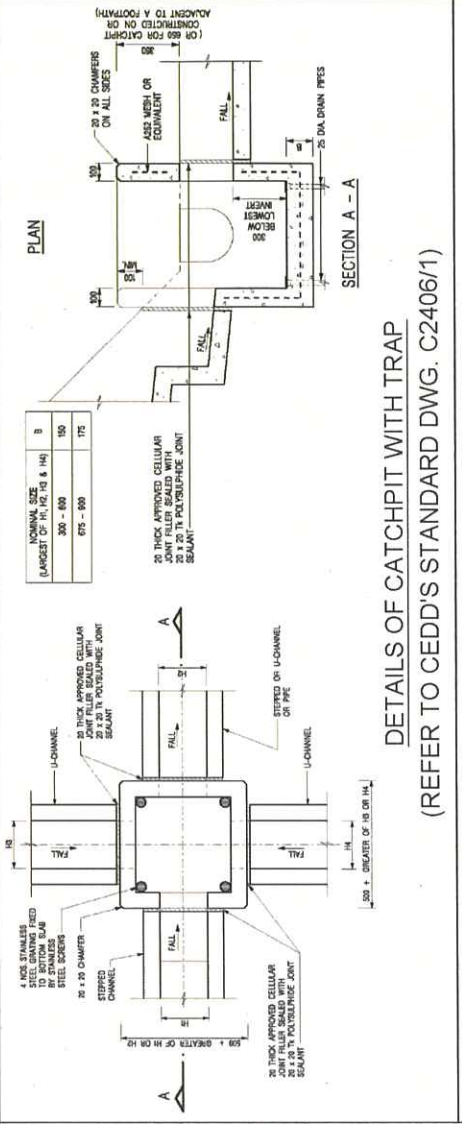 PLAN
4 NOS. STAINLESS
STEEL GRATING FIXED
TO BOTTOM SLAB
BY STAINLESS
STEEL SCREWS
20 x 20 CHAMFER
STEPPED
CHANNEL
U-CHANNEL
H3
FALL
20 THICK APPROVED CELLULAR
JOINT FILLER SEALED WITH
20 x 20 Tk POLYSULPHIDE JOINT
SEALANT
A
FALL
H1
500 + GREATER OF H1 OR H2
H2
FALL
A
STEPPED OR U-CHANNEL
OR PIPE
U-CHANNEL
FALL
H4
500 + GREATER OF H3 OR H4
20 THICK APPROVED CELLULAR
JOINT FILLER SEALED WITH
20 x 20 Tk POLYSULPHIDE JOINT
SEALANT
NOMINAL SIZE
(LARGEST OF H1, H2, H3 & H4)
B
300 - 600
150
675 - 900
175
20 THICK APPROVED CELLULAR
JOINT FILLER SEALED WITH
20 x 20 Tk POLYSULPHIDE JOINT
SEALANT
100
100
MIN.
100
20 x 20 CHAMFERS
ON ALL SIDES
A252 MESH OR
EQUIVALENT
350
( OR 650 FOR CATCHPIT
CONSTRUCTED ON OR
ADJACENT TO A FOOTPATH)
FALL
FALL
300
BELOW
LOWEST
INVERT
B
25 DIA. DRAIN PIPES
SECTION A - A
DETAILS OF CATCHPIT WITH TRAP
(REFER TO CEDD'S STANDARD DWG. C2406/1)